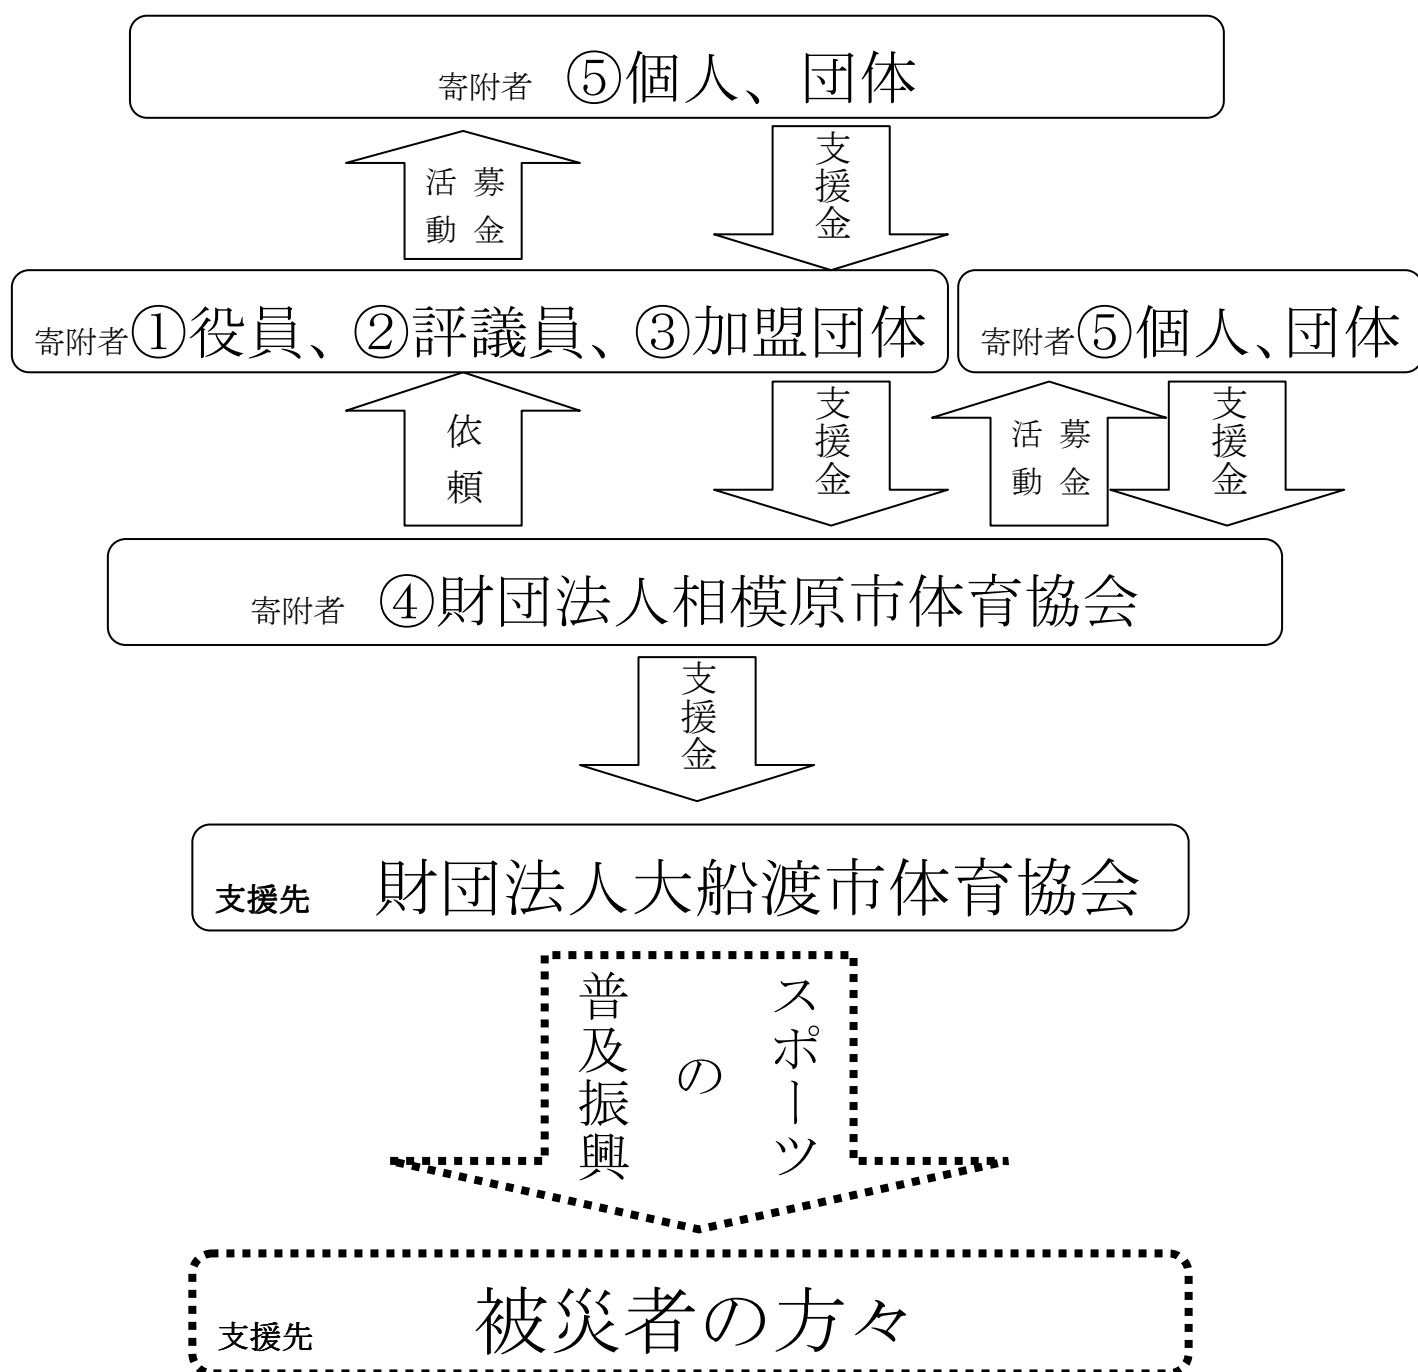 寄附者 ⑤個人、団体
募金
活動
支援金
寄附者①役員、②評議員、③加盟団体
寄附者⑤個人、団体
依頼
支援金
募金
活動
支援金
寄附者 ④財団法人相模原市体育協会
支援金
支援先 財団法人大船渡市体育協会
スポーツ
の
普及振興
支援先 被災者の方々